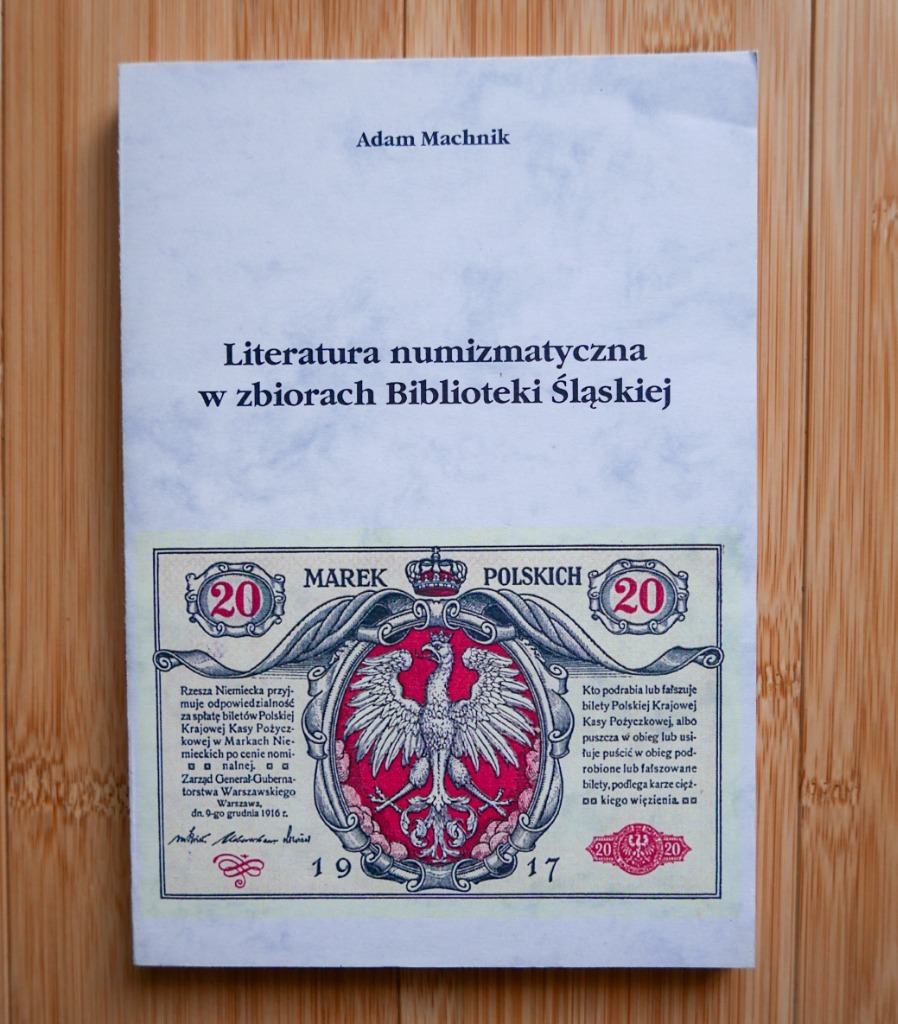 Adam Machnik
Literatura numizmatyczna
w zbiorach Biblioteki Śląskiej
20
MAREK POLSKICH
20
Rzesza Niemiecka przyj-
muje odpowiedzialność
za spłatę biletów Polskiej
Krajowej Kasy Pożycz-
kowej w Markach Nie-
mieckich po cenie nomi-
nalnej.
Zarząd Generał-Guberna-
torstwa Warszawskiego
Warszawa,
dn. 9-go grudnia 1916 r.
Kto podrabia lub fałszuje
bilety Polskiej Krajowej
Kasy Pożyczkowej, albo
puszcza w obieg lub usi-
łuje puścić w obieg pod-
robione lub fałszowane
bilety, podlega karze cięż-
kiego więzienia.
1917
20 20